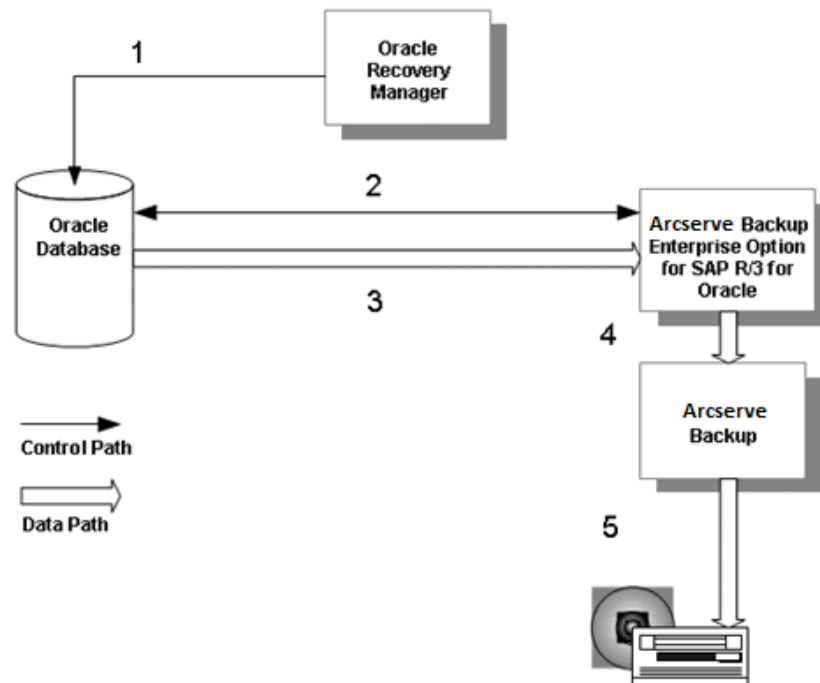 1
Oracle
Recovery
Manager
2
Oracle
Database
Arcserve Backup
Enterprise Option
for SAP R/3 for
Oracle
3
4
Arcserve
Backup
Control Path
Data Path
5